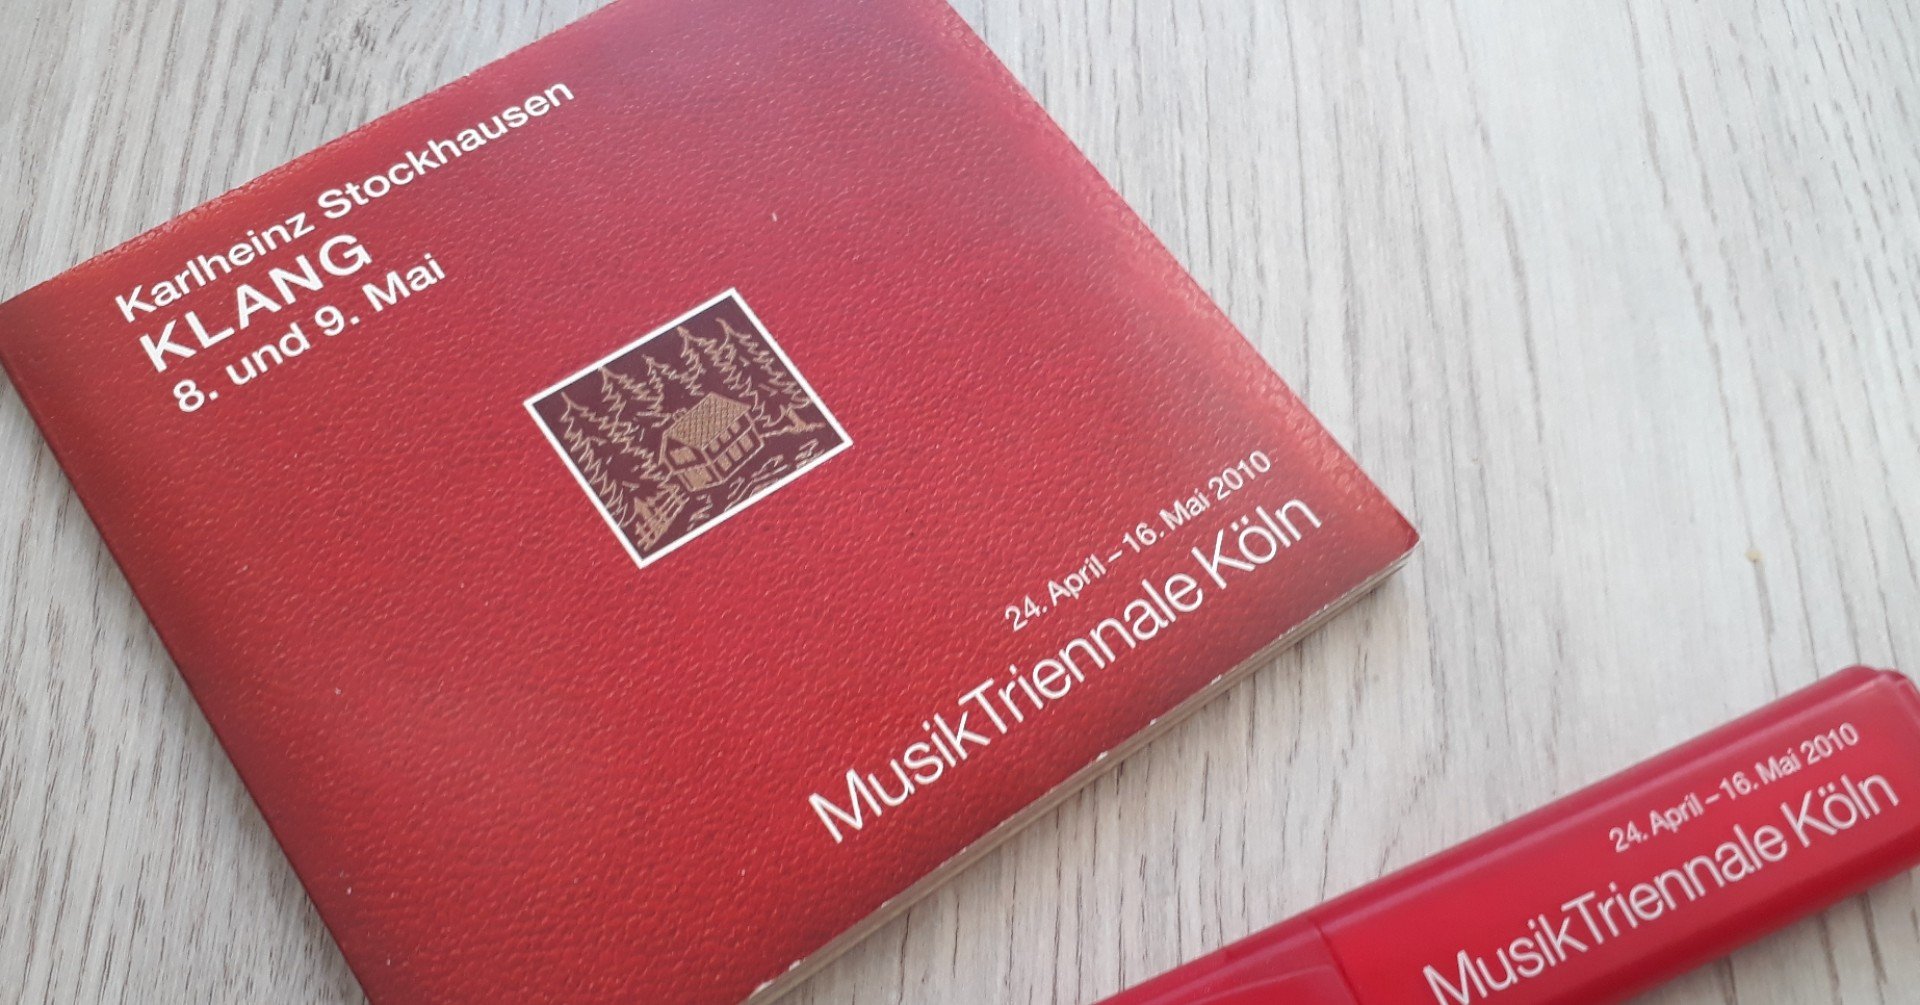 Karlheinz Stockhausen
KLANG
8. und 9. Mai
24. April – 16. Mai 2010
MusikTriennale Köln
24. April – 16. Mai 2010
MusikTriennale Köln